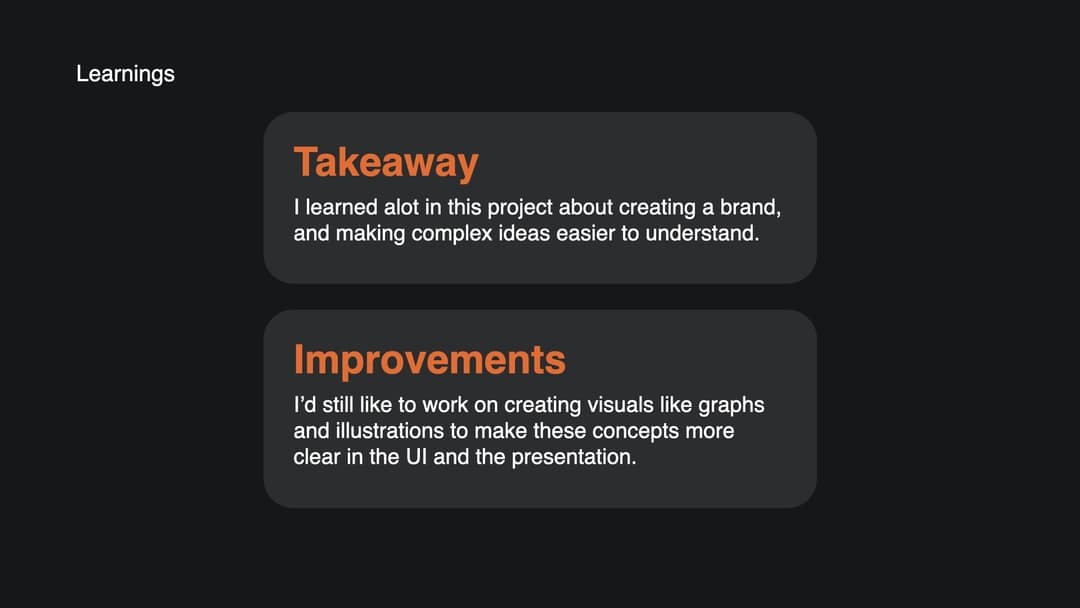 Learnings
Takeaway
I learned alot in this project about creating a brand,
and making complex ideas easier to understand.
Improvements
I’d still like to work on creating visuals like graphs
and illustrations to make these concepts more
clear in the UI and the presentation.